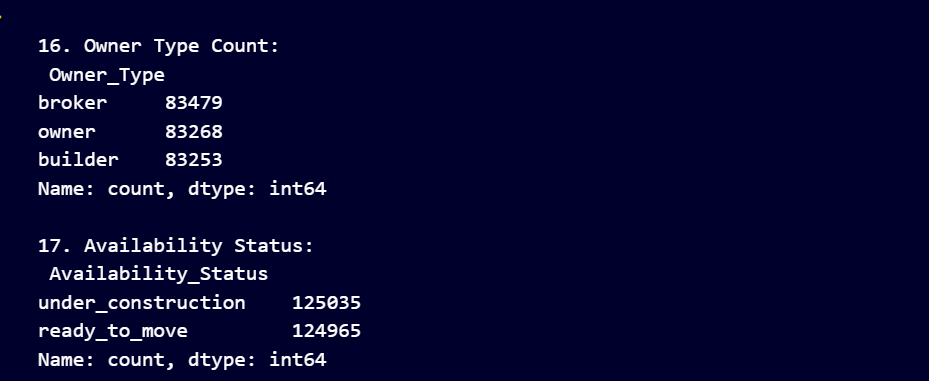 16. Owner Type Count:
 Owner_Type
broker     83479
owner      83268
builder    83253
Name: count, dtype: int64

17. Availability Status:
 Availability_Status
under_construction    125035
ready_to_move         124965
Name: count, dtype: int64